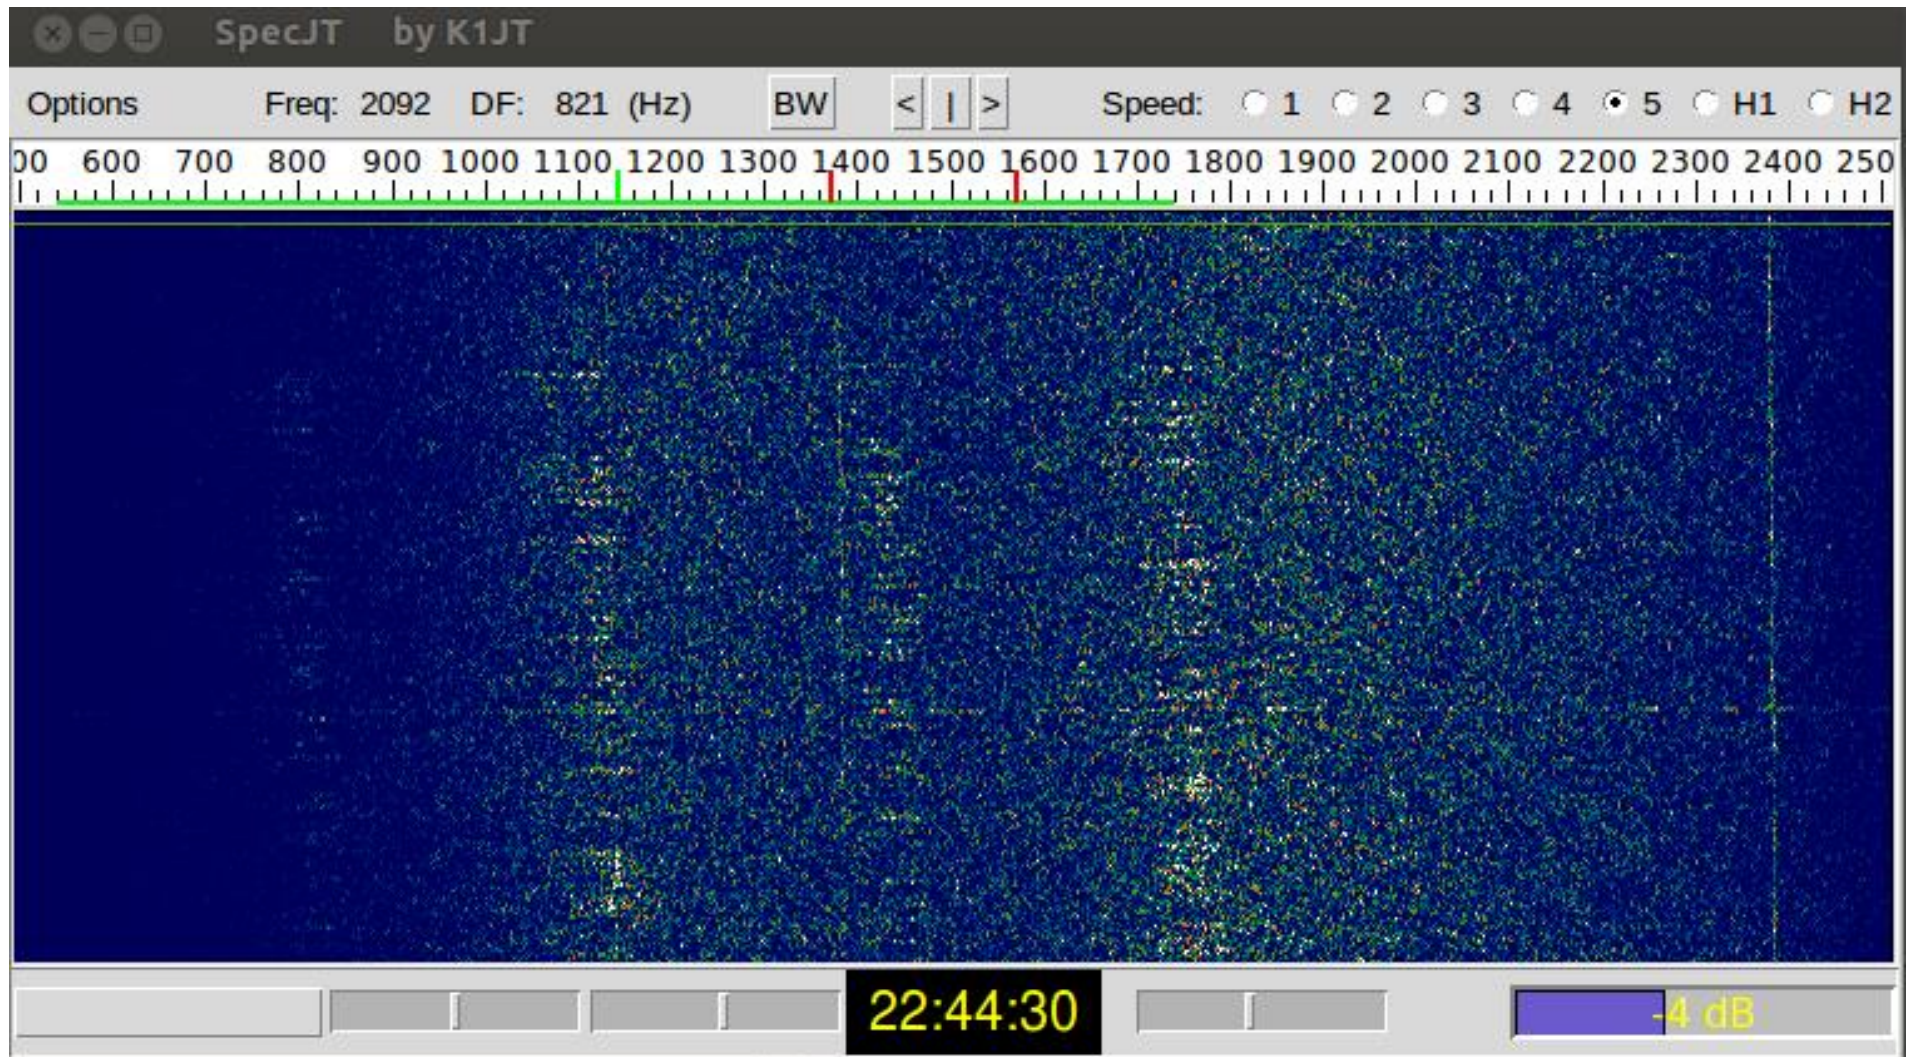 SpecJT by K1JT
Options Freq: 2092 DF: 821 (Hz) BW < | > Speed: 1 2 3 4 5 H1 H2
00 600 700 800 900 1000 1100 1200 1300 1400 1500 1600 1700 1800 1900 2000 2100 2200 2300 2400 250
22:44:30 -4 dB